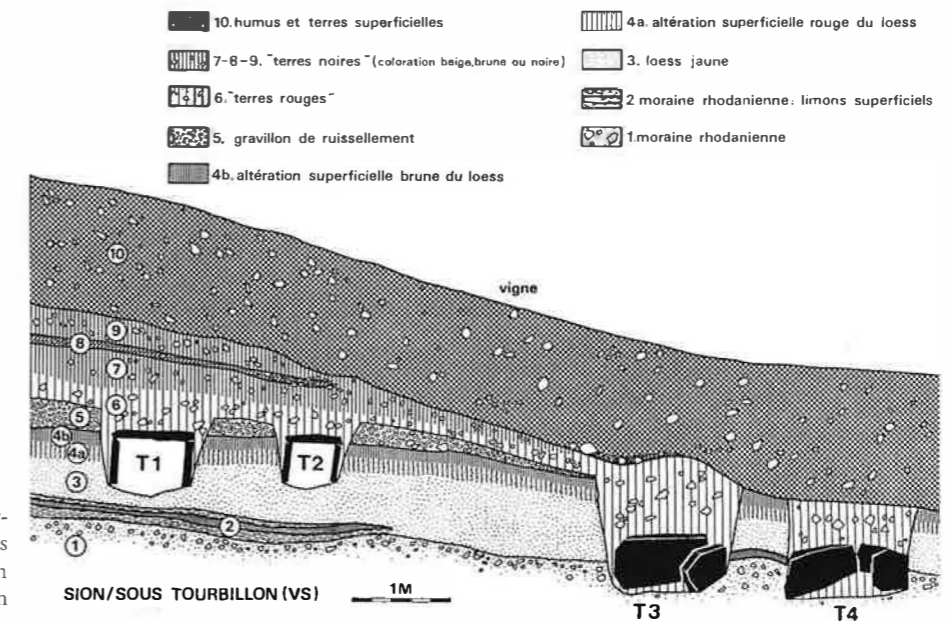 10. humus et terres superficielles
7-8-9. "terres noires" (coloration beige, brune ou noire)
6. "terres rouges"
5. gravillon de ruissellement
4b. altération superficielle brune du loess
4a. altération superficielle rouge du loess
3. loess jaune
2 moraine rhodanienne: limons superficiels
1. moraine rhodanienne
10
vigne
9
8
7
6
5
4b
4a
T1
T2
3
2
1
SION/SOUS TOURBILLON (VS)
1M
T3
T4